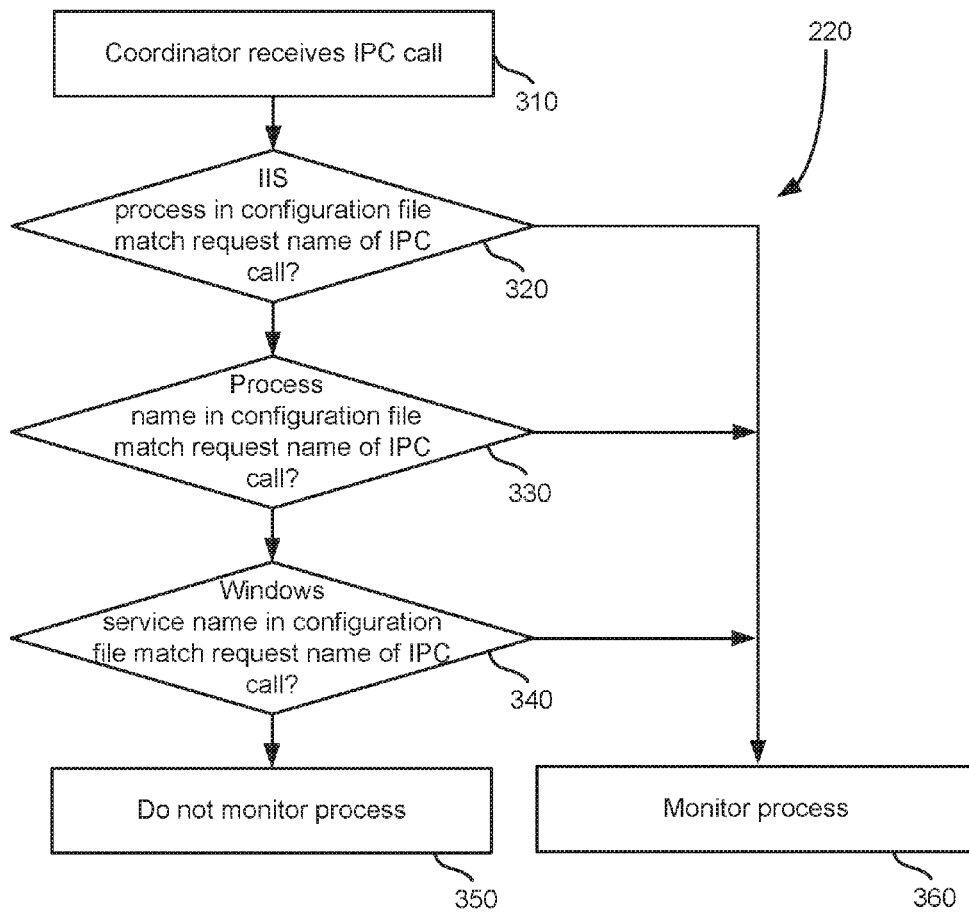 Coordinator receives IPC call
310
220
IIS
process in configuration file
match request name of IPC
call?
320
Process
name in configuration file
match request name of IPC
call?
330
Windows
service name in configuration
file match request name of IPC
call?
340
Do not monitor process
350
Monitor process
360